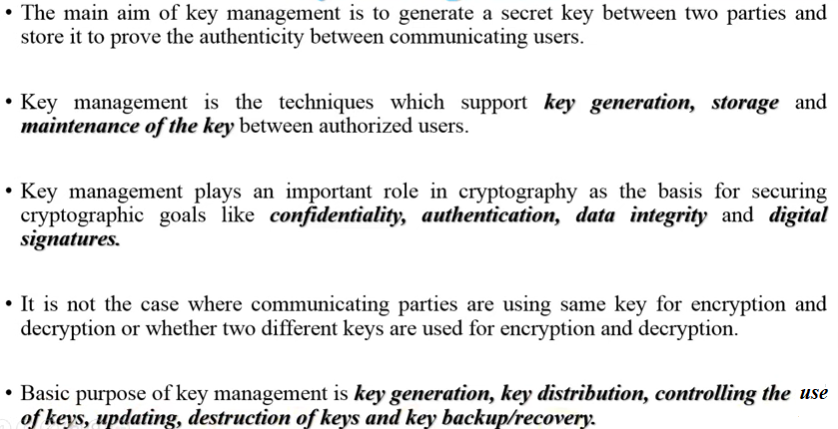 • The main aim of key management is to generate a secret key between two parties and
store it to prove the authenticity between communicating users.
• Key management is the techniques which support key generation, storage and
maintenance of the key between authorized users.
• Key management plays an important role in cryptography as the basis for securing
cryptographic goals like confidentiality, authentication, data integrity and digital
signatures.
• It is not the case where communicating parties are using same key for encryption and
decryption or whether two different keys are used for encryption and decryption.
• Basic purpose of key management is key generation, key distribution, controlling the use
of keys, updating, destruction of keys and key backup/recovery.